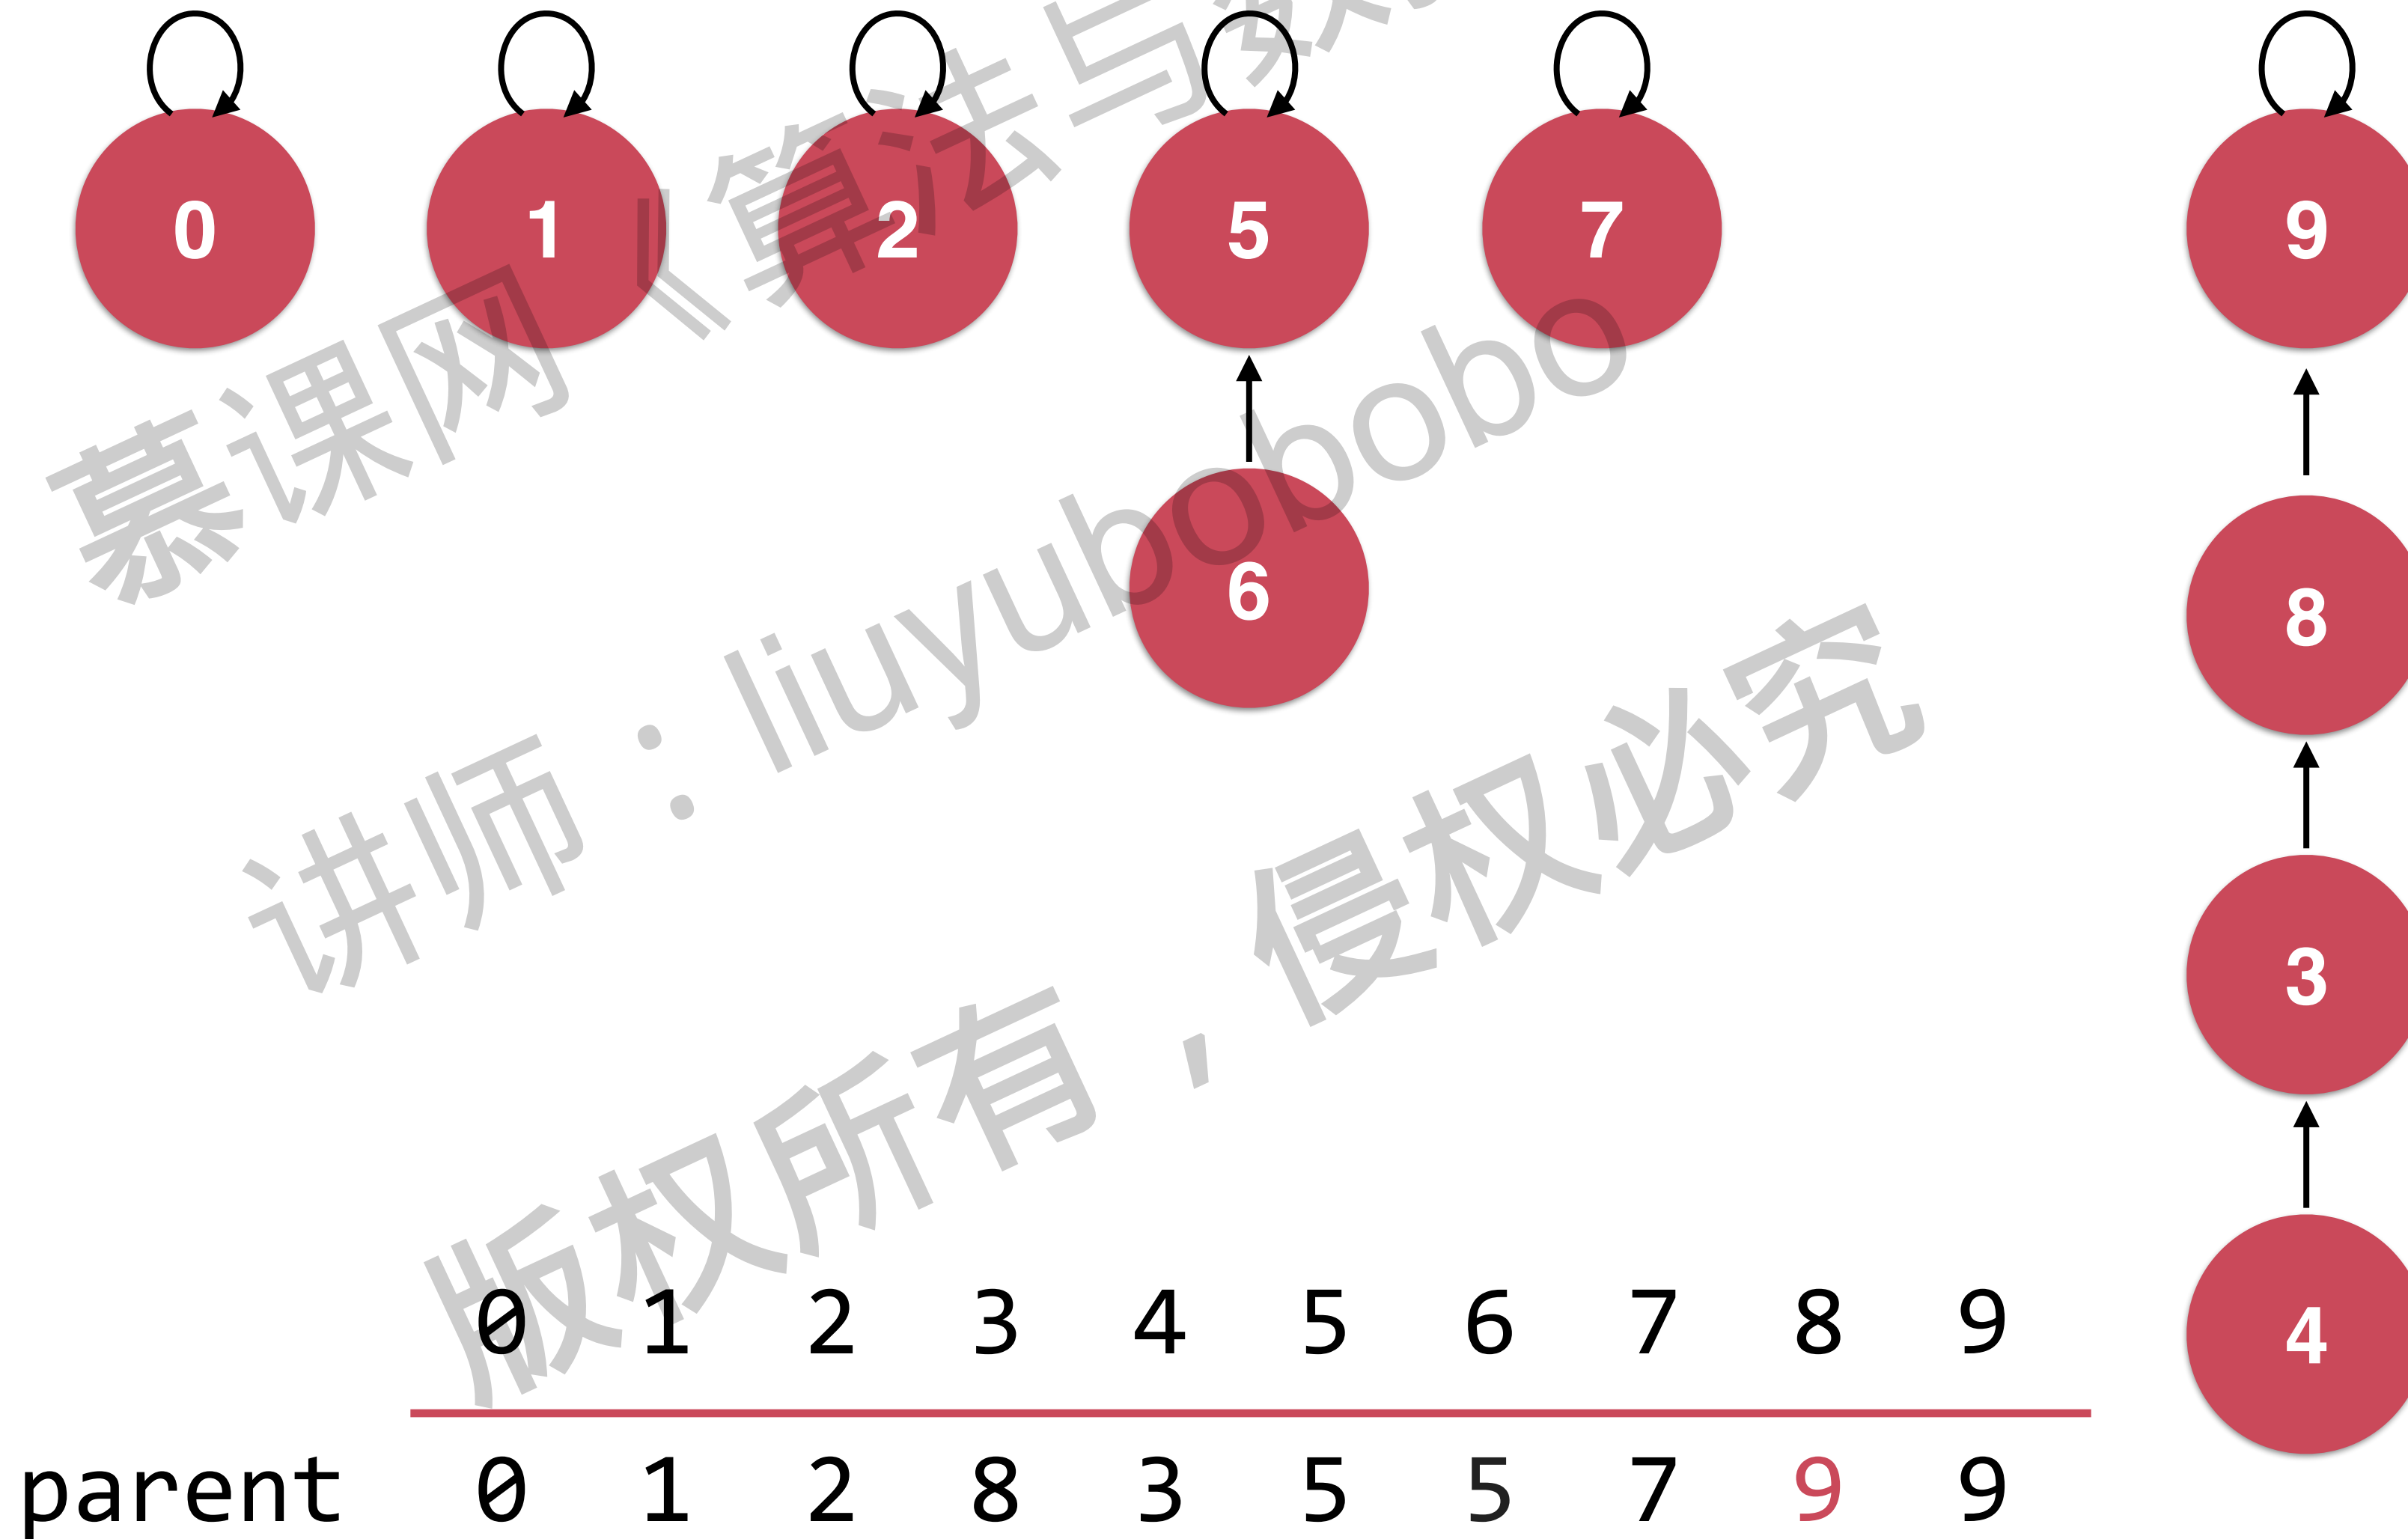 0 1 2 5 7 9
6 8
3
4
慕课网《算法与数
讲师：liuyubobobo
版权所有，侵权必究
0 1 2 3 4 5 6 7 8 9
parent 0 1 2 8 3 5 5 7 9 9